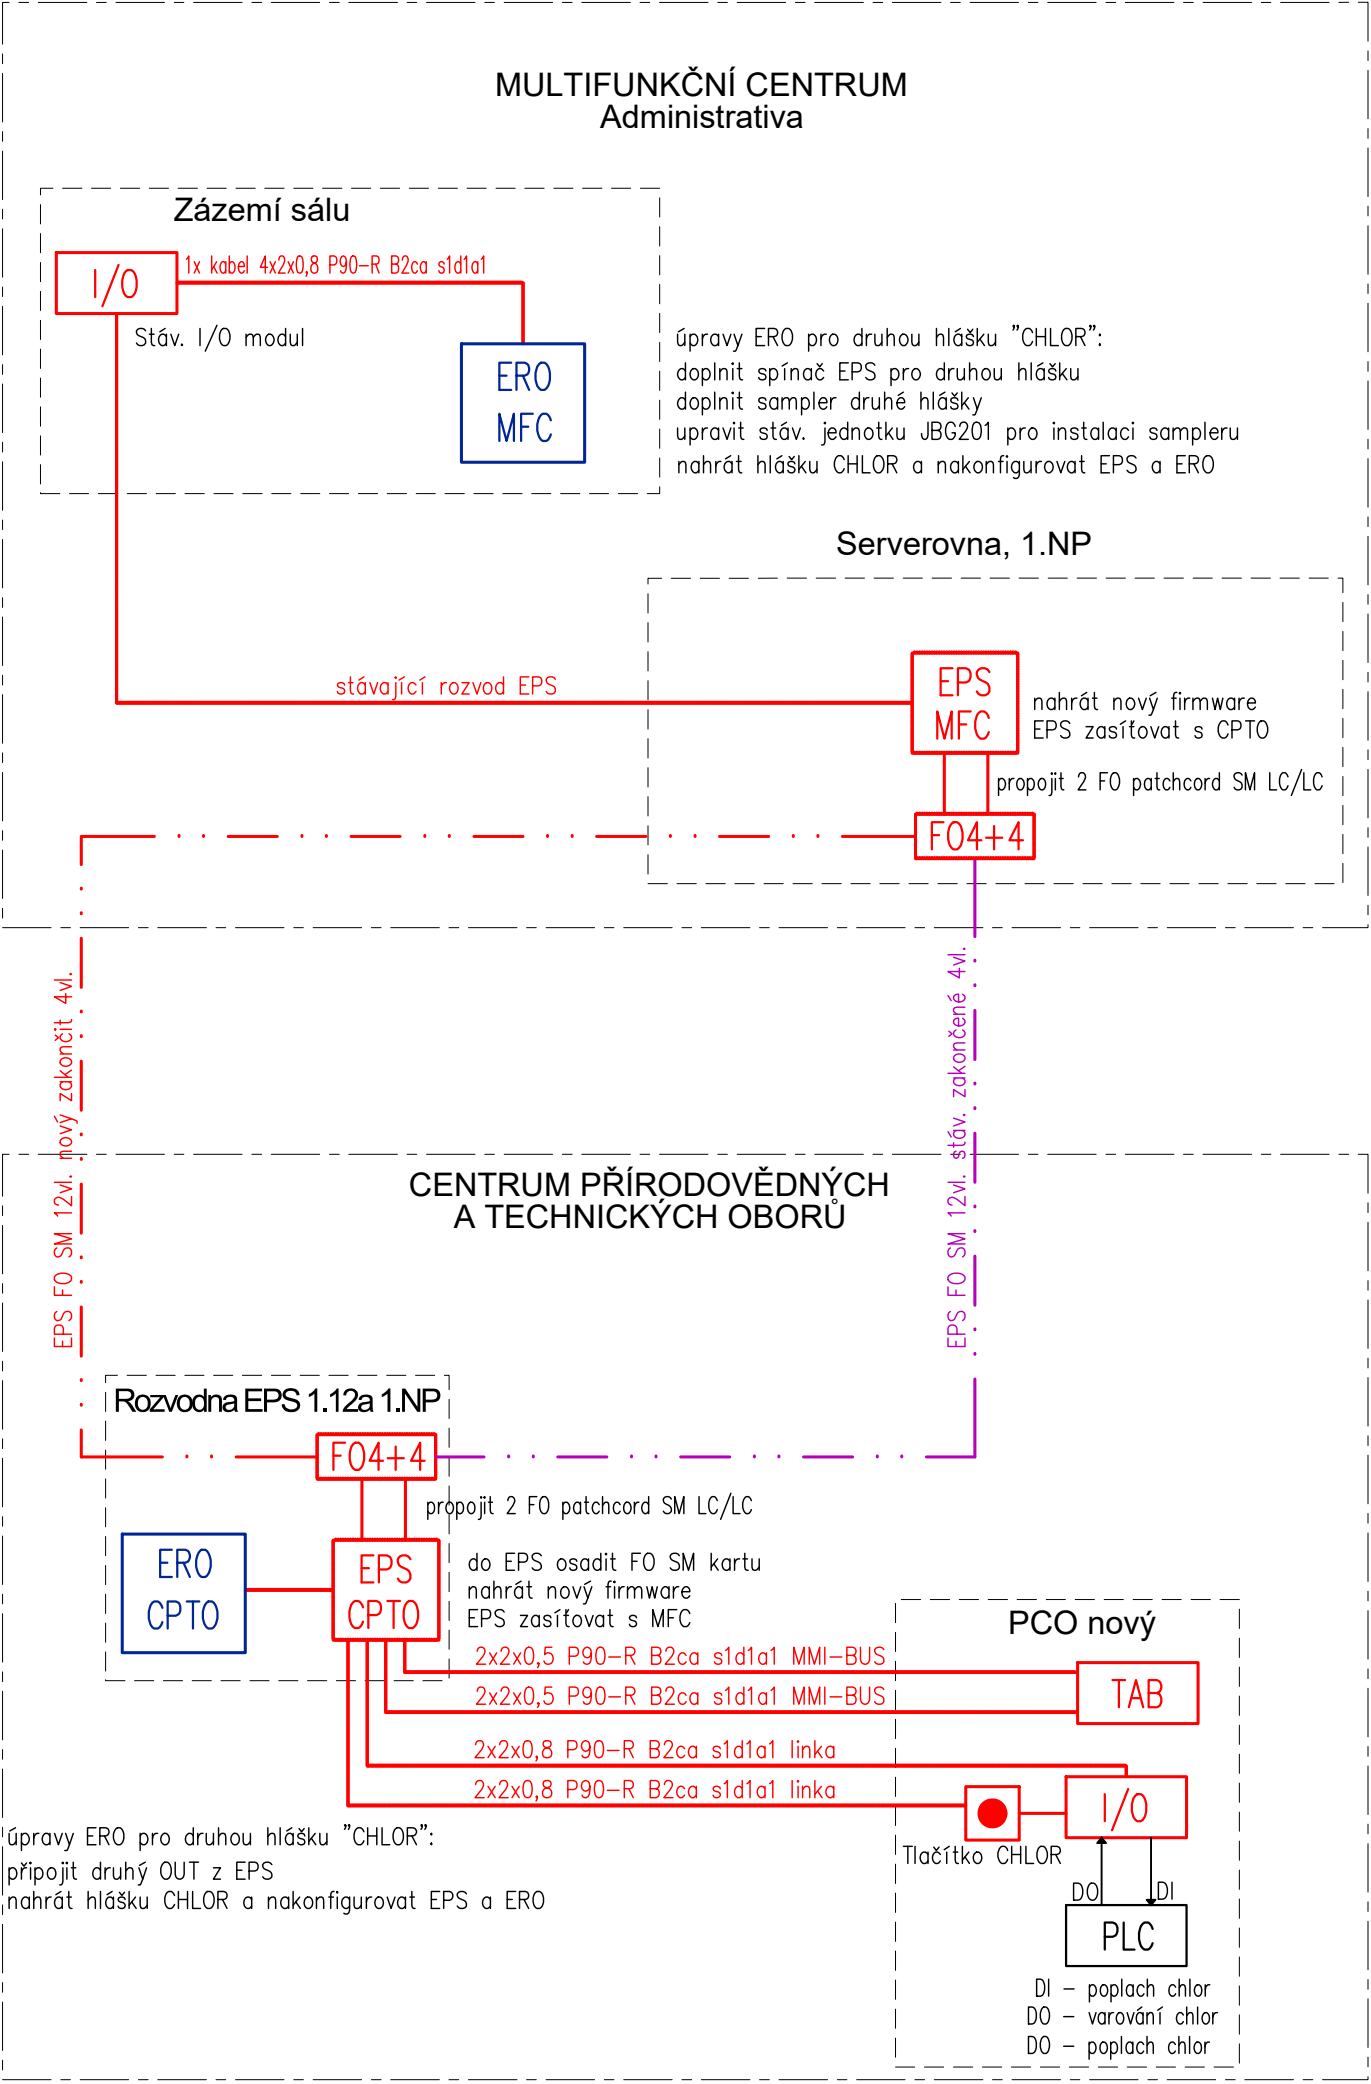 MULTIFUNKČNÍ CENTRUM
Administrativa
Zázemí sálu
I/O
1x kabel 4x2x0,8 P90-R B2ca s1d1a1
Stáv. I/O modul
ERO
MFC
úpravy ERO pro druhou hlášku "CHLOR":
doplnit spínač EPS pro druhou hlášku
doplnit sampler druhé hlášky
upravit stáv. jednotku JBG201 pro instalaci sampleru
nahrát hlášku CHLOR a nakonfigurovat EPS a ERO
Serverovna, 1.NP
stávající rozvod EPS
EPS
MFC
nahrát nový firmware
EPS zasíťovat s CPTO
propojit 2 FO patchcord SM LC/LC
FO4+4
EPS FO SM 12vl. nový zakončit 4vl.
EPS FO SM 12vl. stáv. zakončené 4vl.
CENTRUM PŘÍRODOVĚDNÝCH
A TECHNICKÝCH OBORŮ
Rozvodna EPS 1.12a 1.NP
FO4+4
propojit 2 FO patchcord SM LC/LC
ERO
CPTO
EPS
CPTO
do EPS osadit FO SM kartu
nahrát nový firmware
EPS zasíťovat s MFC
PCO nový
2x2x0,5 P90-R B2ca s1d1a1 MMI-BUS
2x2x0,5 P90-R B2ca s1d1a1 MMI-BUS
TAB
2x2x0,8 P90-R B2ca s1d1a1 linka
2x2x0,8 P90-R B2ca s1d1a1 linka
I/O
Tlačítko CHLOR
úpravy ERO pro druhou hlášku "CHLOR":
připojit druhý OUT z EPS
nahrát hlášku CHLOR a nakonfigurovat EPS a ERO
DO
DI
PLC
DI - poplach chlor
DO - varování chlor
DO - poplach chlor